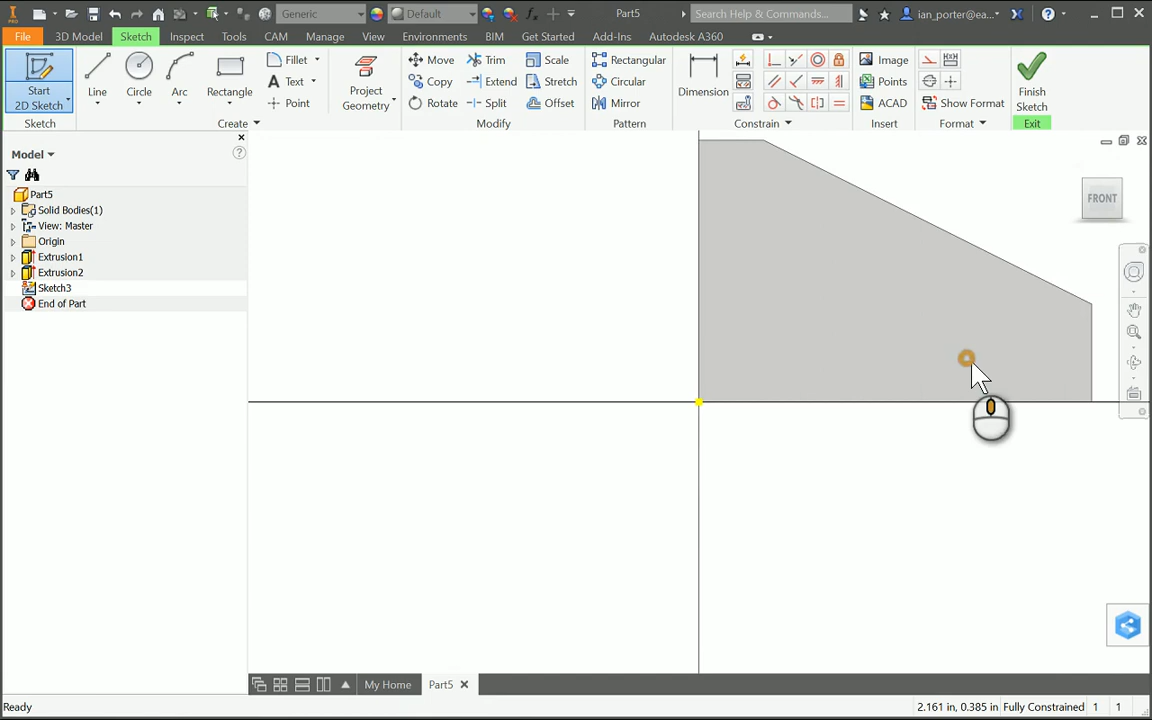 PRO Generic Default fx Part5 Search Help & Commands... ian_porter@ea...
File 3D Model Sketch Inspect Tools CAM Manage View Environments BIM Get Started Add-Ins Autodesk A360
Start
2D Sketch
Line Circle Arc Rectangle
Fillet
Text
Point
Project
Geometry
Move Trim Scale
Copy Extend Stretch
Rotate Split Offset
Rectangular
Circular
Mirror
Dimension
Image
Points
ACAD
Show Format
Finish
Sketch
Sketch Create Modify Pattern Constrain Insert Format Exit
Model
Part5
Solid Bodies(1)
View: Master
Origin
Extrusion1
Extrusion2
Sketch3
End of Part
FRONT
My Home Part5
Ready 2.161 in, 0.385 in Fully Constrained 1 1